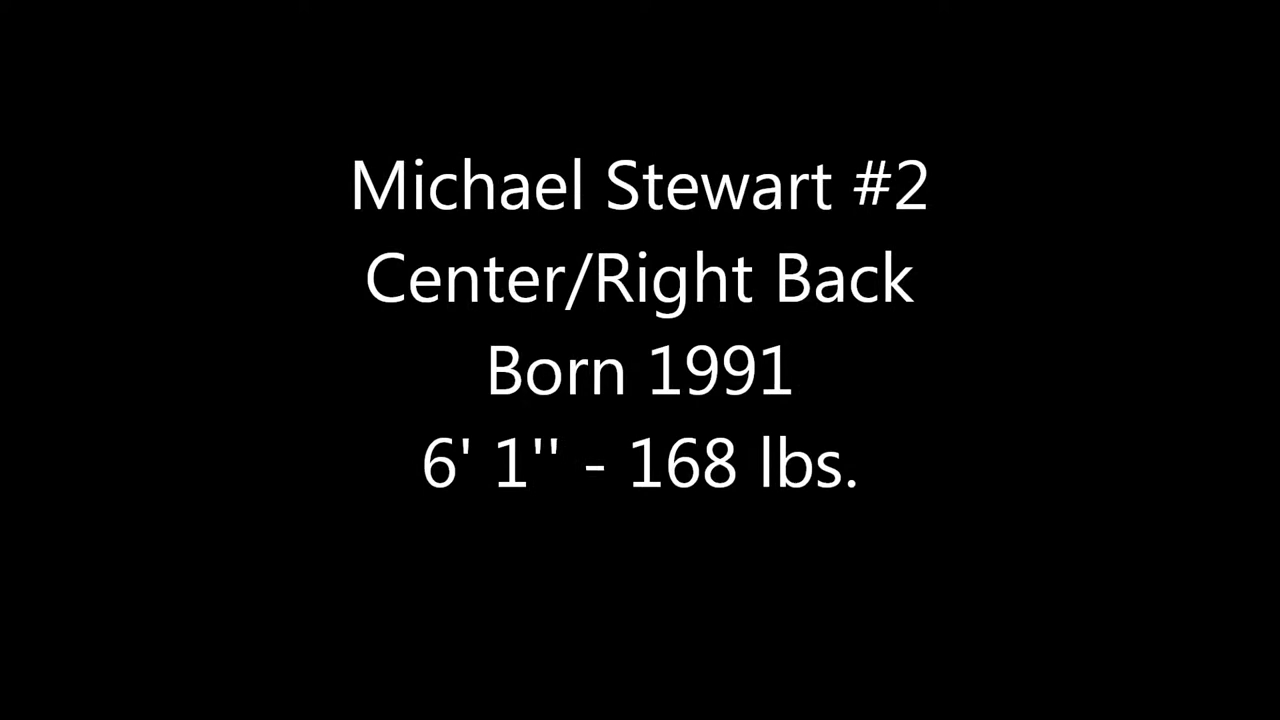 Michael Stewart #2
Center/Right Back
Born 1991
6' 1'' - 168 lbs.